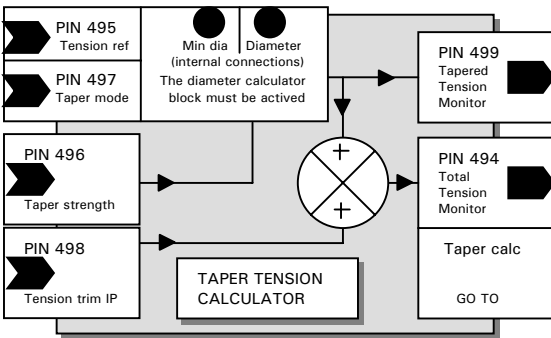 PIN 495
Tension ref
PIN 497
Taper mode
Min dia Diameter
(internal connections)
The diameter calculator
block must be actived
PIN 496
Taper strength
PIN 498
Tension trim IP
+
+
TAPER TENSION
CALCULATOR
PIN 499
Tapered
Tension
Monitor
PIN 494
Total
Tension
Monitor
Taper calc
GO TO